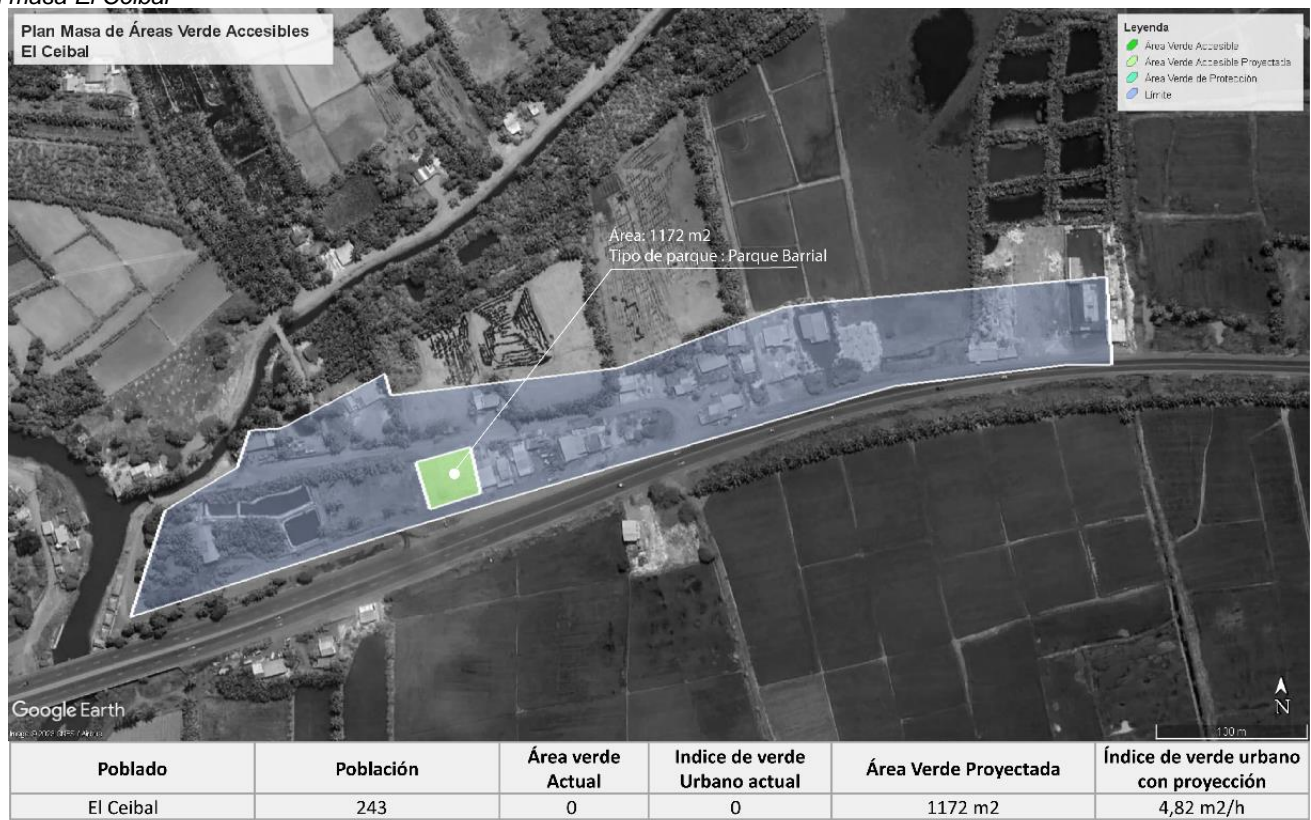 masa El Ceibal
Plan Masa de Áreas Verde Accesibles
El Ceibal
Leyenda
Área Verde Accesible
Área Verde Accesible Proyectada
Área Verde de Protección
Límite
Área: 1172 m2
Tipo de parque : Parque Barrial
N
100 m
Google Earth
Poblado Población Área verde Actual Indice de verde Urbano actual Área Verde Proyectada Índice de verde urbano con proyección
El Ceibal 243 0 0 1172 m2 4,82 m2/h